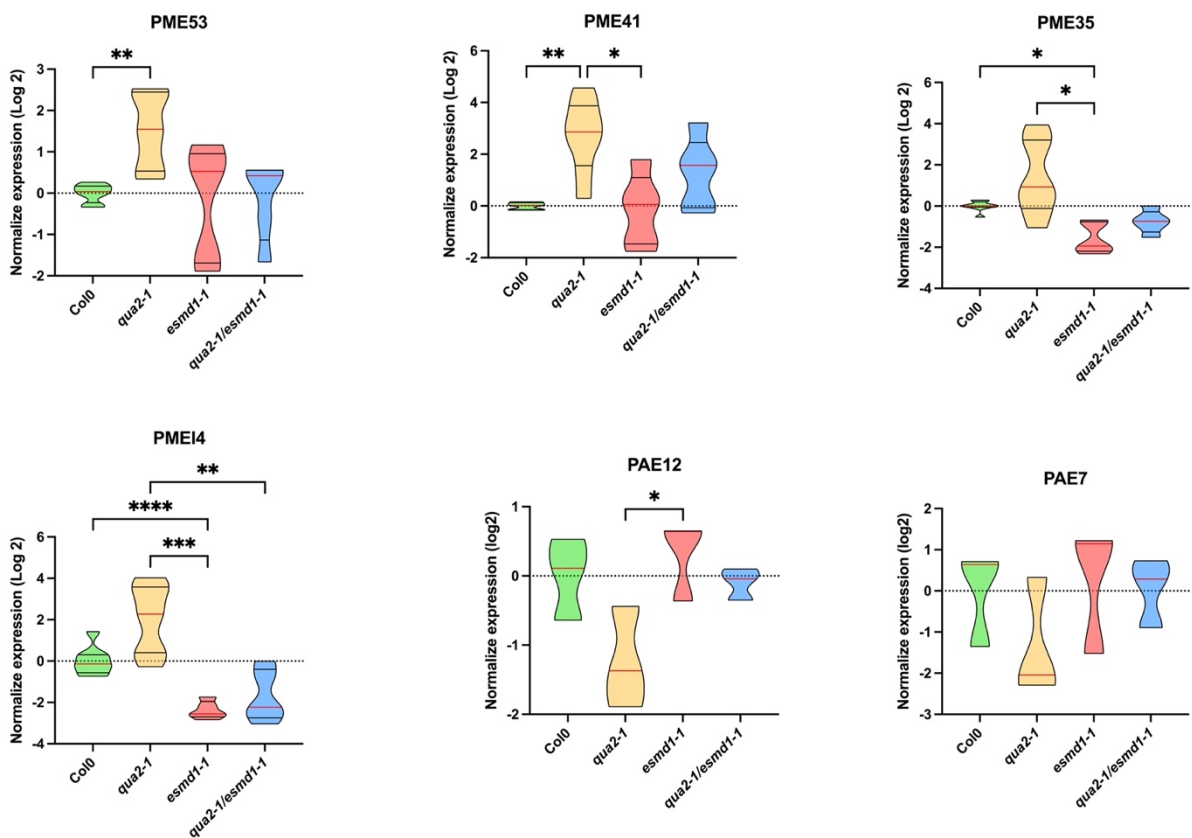 PME53
Normalize expression (Log 2)
3
2
1
0
-1
-2
**
Col0
qua2-1
esmd1-1
qua2-1/esmd1-1
PME41
Normalize expression (Log 2)
6
4
2
0
-2
-4
**
*
Col0
qua2-1
esmd1-1
qua2-1/esmd1-1
PME35
Normalize expression (Log 2)
6
4
2
0
-2
-4
*
*
Col0
qua2-1
esmd1-1
qua2-1/esmd1-1
PMEI4
Normalize expression (Log 2)
6
4
2
0
-2
-4
**
****
***
Col0
qua2-1
esmd1-1
qua2-1/esmd1-1
PAE12
Normalize expression (log2)
1
0
-1
-2
*
Col0
qua2-1
esmd1-1
qua2-1/esmd1-1
PAE7
Normalize expression (log2)
2
1
0
-1
-2
-3
Col0
qua2-1
esmd1-1
qua2-1/esmd1-1